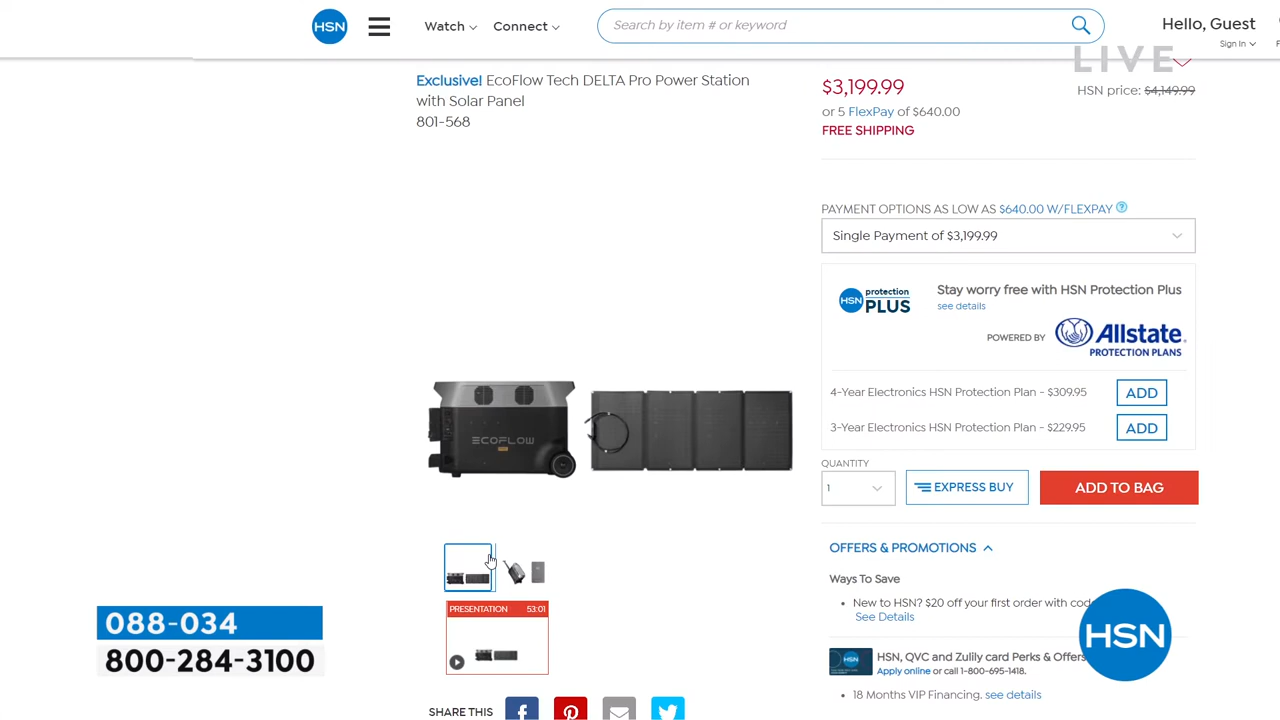 HSN
Watch
Connect
Search by item # or keyword
Hello, Guest
Sign In
F
LIVE
Exclusive! EcoFlow Tech DELTA Pro Power Station
with Solar Panel
801-568
$3,199.99
HSN price: $4,149.99
or 5 FlexPay of $640.00
FREE SHIPPING
PAYMENT OPTIONS AS LOW AS $640.00 W/FLEXPAY ?
Single Payment of $3,199.99
HSN protection PLUS
Stay worry free with HSN Protection Plus
see details
POWERED BY
Allstate.
PROTECTION PLANS
4-Year Electronics HSN Protection Plan - $309.95
ADD
3-Year Electronics HSN Protection Plan - $229.95
ADD
ECOFLOW
QUANTITY
1
EXPRESS BUY
ADD TO BAG
OFFERS & PROMOTIONS
Ways To Save
New to HSN? $20 off your first order with cod
See Details
HSN
HSN, QVC and Zulily card Perks & Offers
Apply online or call 1-800-695-1418.
18 Months VIP Financing. see details
PRESENTATION 53:01
088-034
800-284-3100
SHARE THIS
HSN